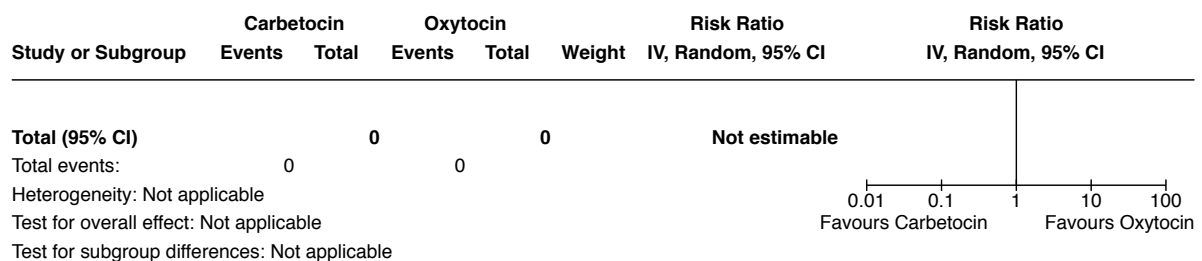 Carbetocin Oxytocin Risk Ratio Risk Ratio
Study or Subgroup Events Total Events Total Weight IV, Random, 95% CI IV, Random, 95% CI
Total (95% CI) 0 0 Not estimable
Total events: 0 0
Heterogeneity: Not applicable
0.01 0.1 1 10 100
Test for overall effect: Not applicable
Favours Carbetocin Favours Oxytocin
Test for subgroup differences: Not applicable